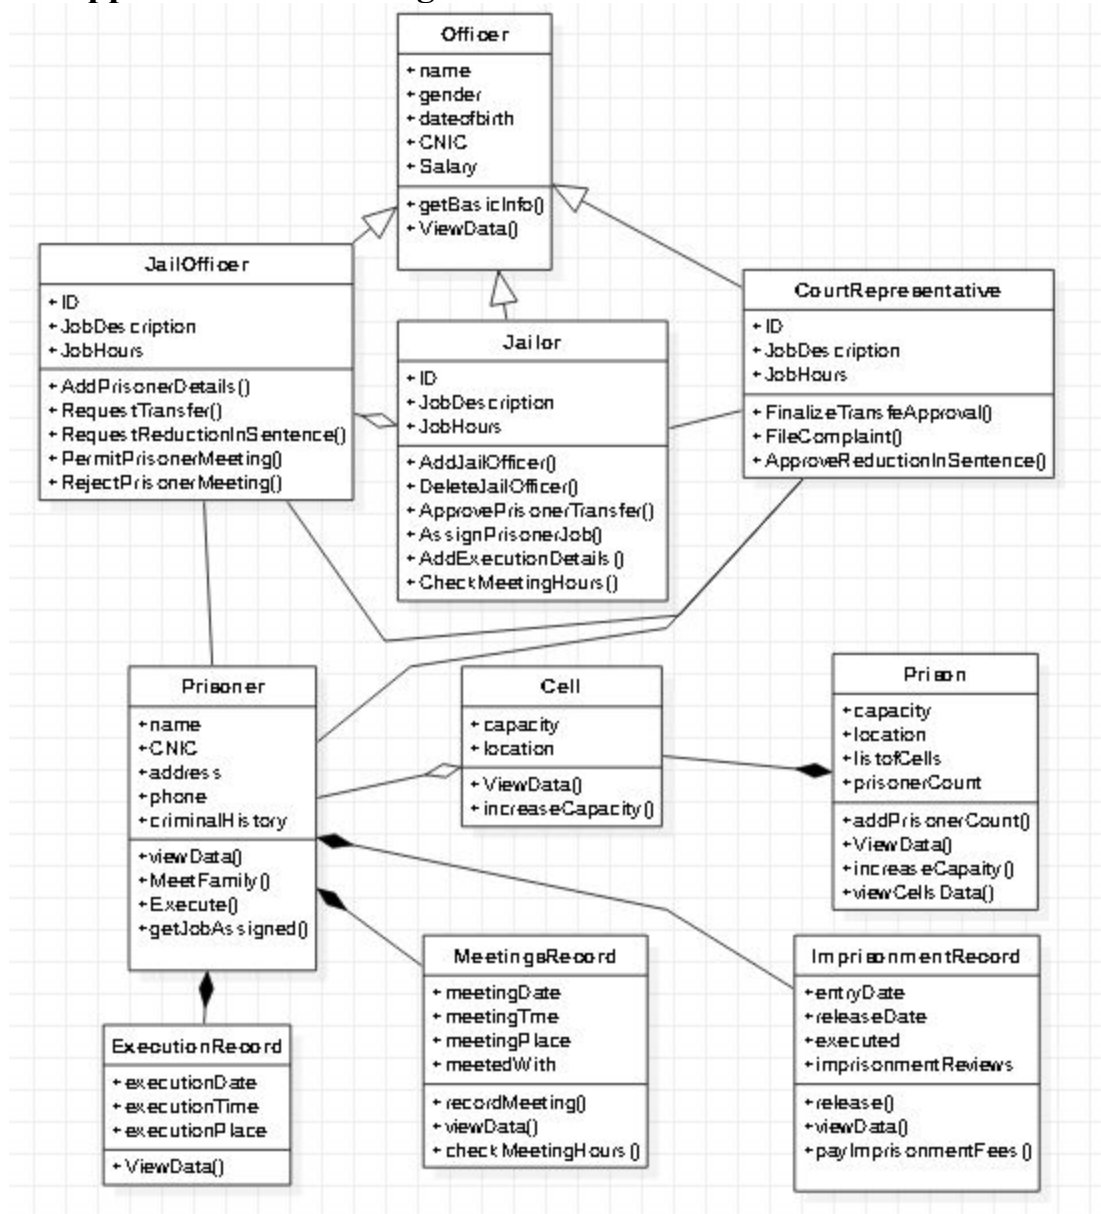 Officer
+ name
+ gender
+ dateofbirth
+ CNIC
+ Salary
+ getBasicInfo()
+ ViewData()
JailOfficer
+ ID
+ JobDescription
+ JobHours
+ AddPrisonerDetails()
+ RequestTransfer()
+ RequestReductionInSentence()
+ PermitPrisonerMeeting()
+ RejectPrisonerMeeting()
Jailor
+ ID
+ JobDescription
+ JobHours
+ AddJailOfficer()
+ DeleteJailOfficer()
+ ApprovePrisonerTransfer()
+ AssignPrisonerJob()
+ AddExecutionDetails()
+ CheckMeetingHours()
CourtRepresentative
+ ID
+ JobDescription
+ JobHours
+ FinalizeTransfeApproval()
+ FileComplaint()
+ ApproveReductionInSentence()
Prisoner
+name
+CNIC
+address
+phone
+criminalHistory
+viewData()
+MeetFamily()
+Execute()
+getJobAssigned()
Cell
+ capacity
+ location
+ ViewData()
+ increaseCapacity()
Prison
+capacity
+location
+listofCells
+prisonerCount
+addPrisonerCount()
+ViewData()
+increaseCapaity()
+viewCellsData()
ExecutionRecord
+executionDate
+executionTime
+executionPlace
+ViewData()
MeetingsRecord
+ meetingDate
+ meetingTme
+ meetingPlace
+ meetedWith
+recordMeeting()
+viewData()
+checkMeetingHours()
ImprisonmentRecord
+entryDate
+releaseDate
+executed
+imprisonmentReviews
+release()
+viewData()
+payImprisonmentFees()